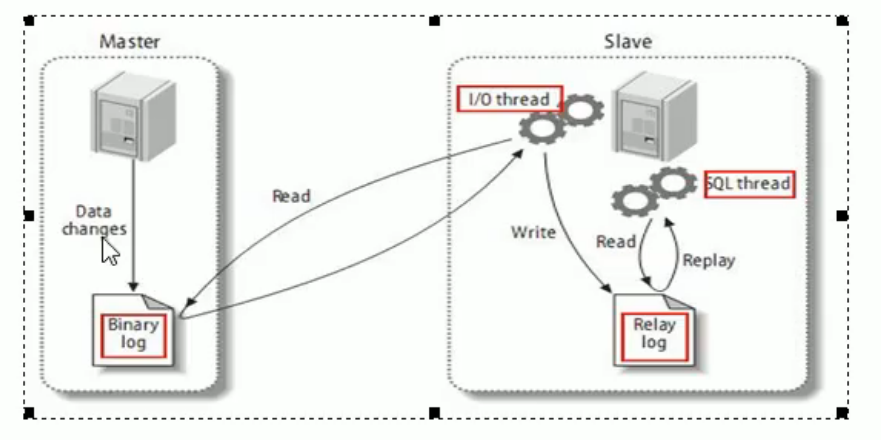 Master
Slave
I/O thread
SQL thread
Read
Data
changes
Write
Read
Replay
Binary
log
Relay
log